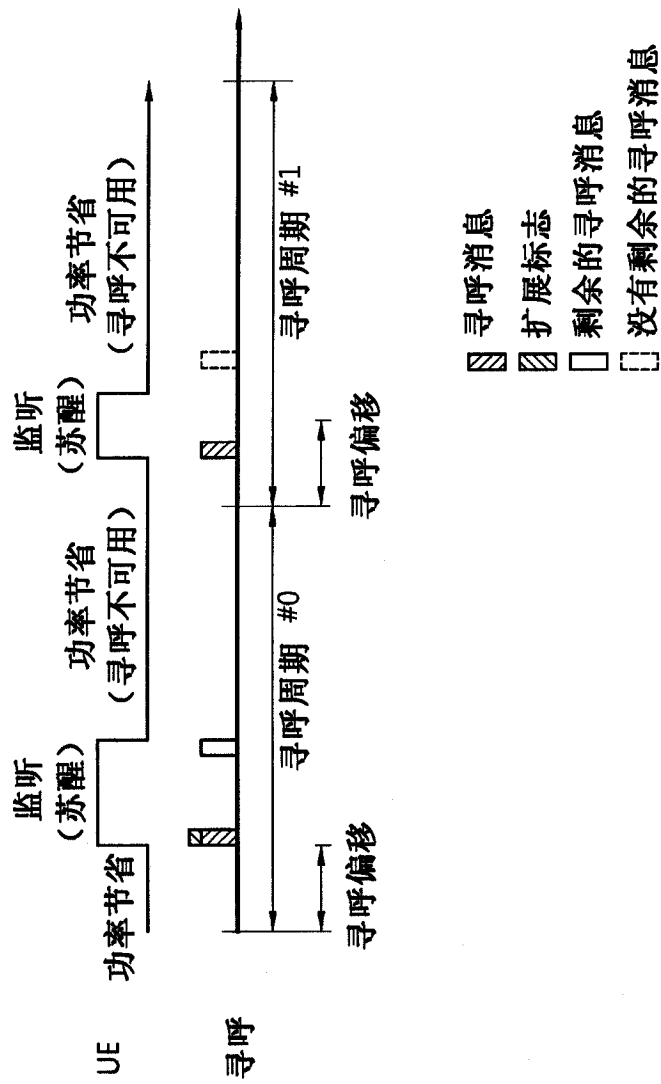 UE
功率节省
监听
(苏醒)
功率节省
(寻呼不可用)
监听
(苏醒)
功率节省
(寻呼不可用)
寻呼
寻呼周期 #0
寻呼周期 #1
寻呼偏移
寻呼偏移
寻呼消息
扩展标志
剩余的寻呼消息
没有剩余的寻呼消息